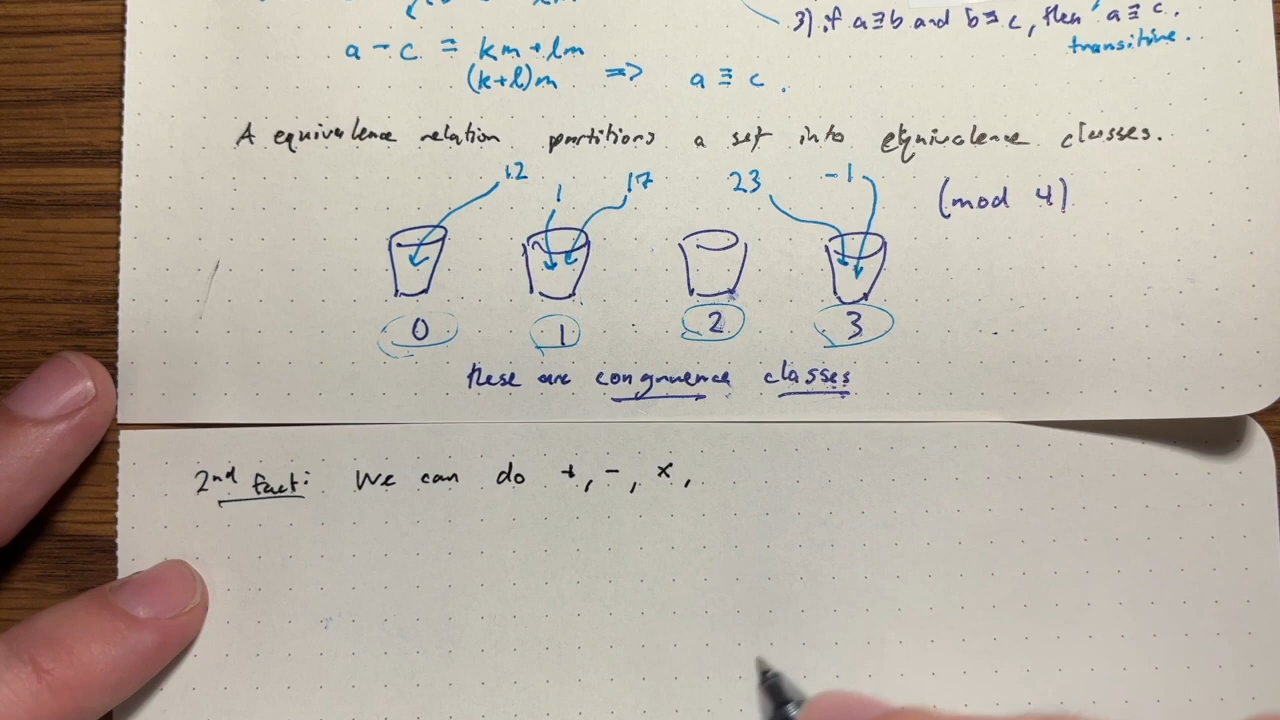 3) if a≡b and b≡c, then a≡c.
transitive.
a - c = km + lm
(k+l)m => a ≡ c.
A equivalence relation partitions a set into equivalence classes.
12 1 17 23 -1 (mod 4)
0 1 2 3
these are congruence classes
2nd fact: We can do +, -, ×,